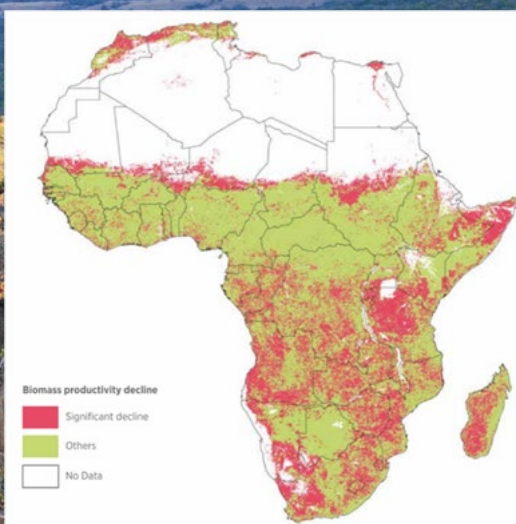 Biomass productivity decline
Significant decline
Others
No Data